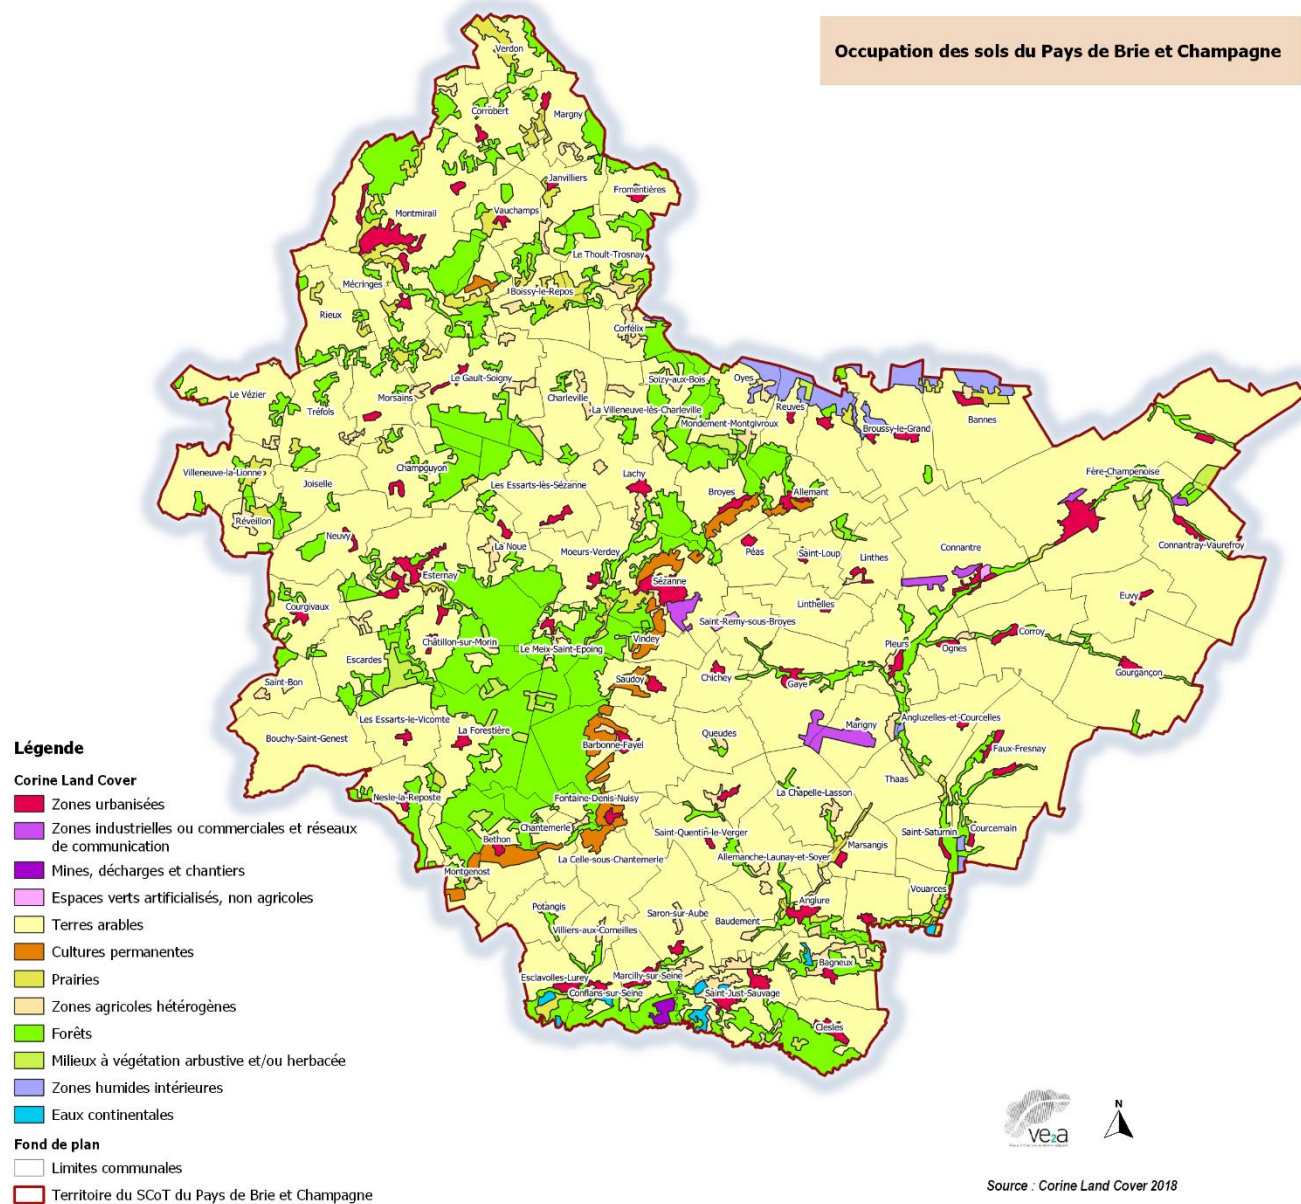 Occupation des sols du Pays de Brie et Champagne
Verdon
Corrobert
Margny
Janvilliers
Fromentières
Montmirail
Vauchamps
Le Thoult-Trosnay
Mécringes
Boissy-le-Repos
Rieux
Corfélix
Le Gault-Soigny
Soizy-aux-Bois
Oyes
Le Vézier
Morsains
Charleville
Tréfols
La Villeneuve-lès-Charleville
Reuves
Bannes
Mondement-Montgivroux
Broussy-le-Grand
Villeneuve-la-Lionne
Champguyon
Lachy
Fère-Champenoise
Joiselle
Les Essarts-lès-Sézanne
Broyes
Allemant
Réveillon
Neuvy
La Noue
Moeurs-Verdey
Péas
Saint-Loup
Linthes
Connantre
Connantray-Vaurefroy
Esternay
Sézanne
Euvy
Courgivaux
Linthelles
Saint-Remy-sous-Broyes
Châtillon-sur-Morin
Le Meix-Saint-Epoing
Vindey
Pleurs
Ognes
Corroy
Escardes
Saudoy
Chichey
Gaye
Gourgançon
Saint-Bon
Les Essarts-le-Vicomte
La Forestière
Marigny
Angluzelles-et-Courcelles
Bouchy-Saint-Genest
Barbonne-Fayel
Queudes
Faux-Fresnay
Thaas
Nesle-la-Reposte
Fontaine-Denis-Nuisy
La Chapelle-Lasson
Chantemerle
Bethon
Saint-Quentin-le-Verger
Saint-Saturnin
Courcemain
La Celle-sous-Chantemerle
Allemanche-Launay-et-Soyer
Marsangis
Montgenost
Vouarces
Potangis
Saron-sur-Aube
Anglure
Villiers-aux-Corneilles
Baudement
Bagneux
Esclavolles-Lurey
Marcilly-sur-Seine
Conflans-sur-Seine
Saint-Just-Sauvage
Clesles
Légende
Corine Land Cover
Zones urbanisées
Zones industrielles ou commerciales et réseaux
de communication
Mines, décharges et chantiers
Espaces verts artificialisés, non agricoles
Terres arables
Cultures permanentes
Prairies
Zones agricoles hétérogènes
Forêts
Milieux à végétation arbustive et/ou herbacée
Zones humides intérieures
Eaux continentales
Fond de plan
Limites communales
Territoire du SCoT du Pays de Brie et Champagne
ve2a
N
Source : Corine Land Cover 2018